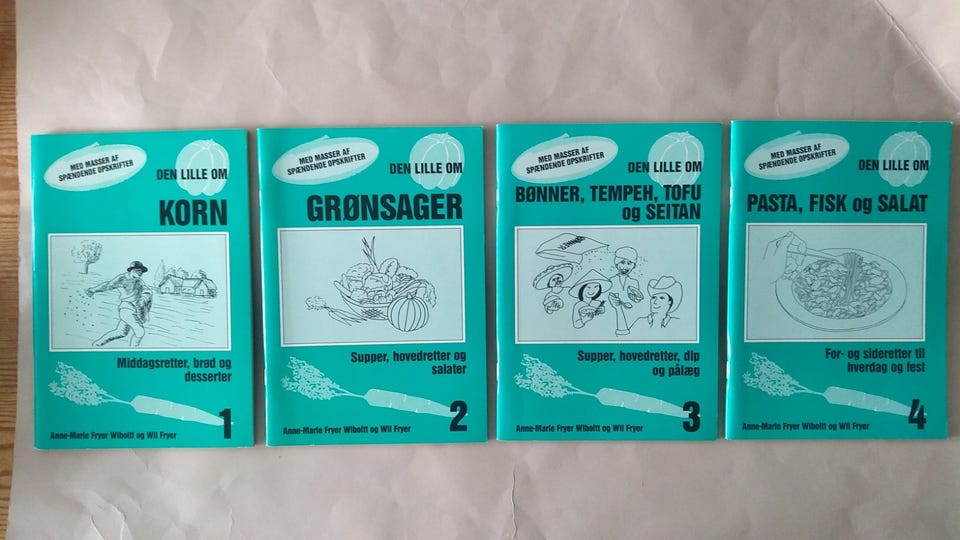 MED MASSER AF
SPÆNDENDE OPSKRIFTER
DEN LILLE OM
KORN
Middagsretter, brød og
desserter
1
Anne-Marie Fryer Wiboltt og Wil Fryer
MED MASSER AF
SPÆNDENDE OPSKRIFTER
DEN LILLE OM
GRØNSAGER
Supper, hovedretter og
salater
2
Anne-Marie Fryer Wiboltt og Wil Fryer
MED MASSER AF
SPÆNDENDE OPSKRIFTER
DEN LILLE OM
BØNNER, TEMPEH, TOFU
og SEITAN
Supper, hovedretter, dip
og pålæg
3
Anne-Marie Fryer Wiboltt og Wil Fryer
MED MASSER AF
SPÆNDENDE OPSKRIFTER
DEN LILLE OM
PASTA, FISK og SALAT
For- og sideretter til
hverdag og fest
4
Anne-Marie Fryer Wiboltt og Wil Fryer